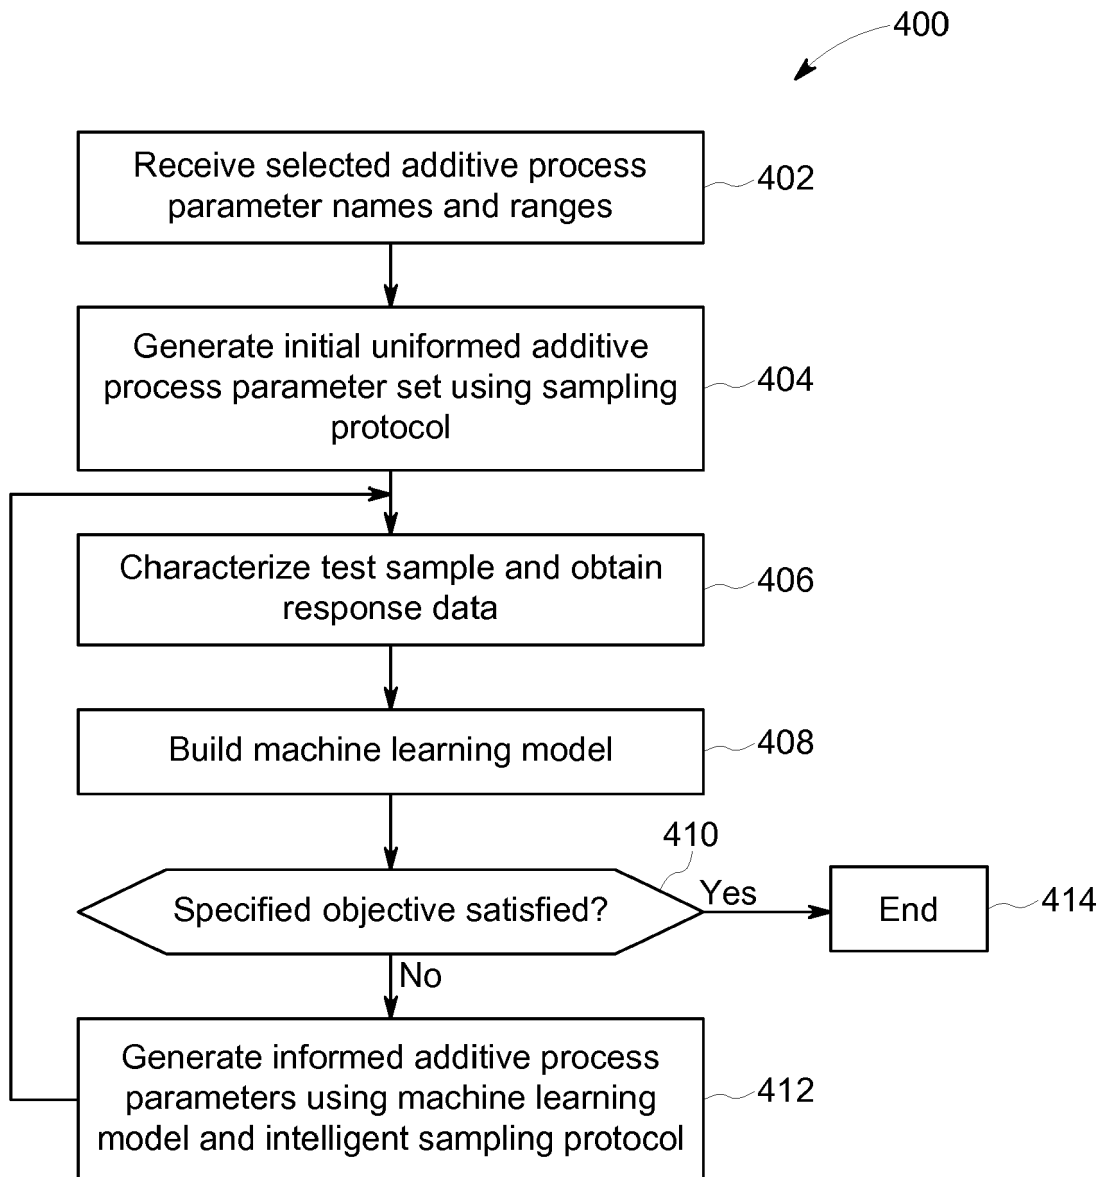 400
Receive selected additive process
parameter names and ranges
402
Generate initial uniformed additive
process parameter set using sampling
protocol
404
Characterize test sample and obtain
response data
406
Build machine learning model
408
410
Specified objective satisfied?
Yes
End
414
No
Generate informed additive process
parameters using machine learning
model and intelligent sampling protocol
412